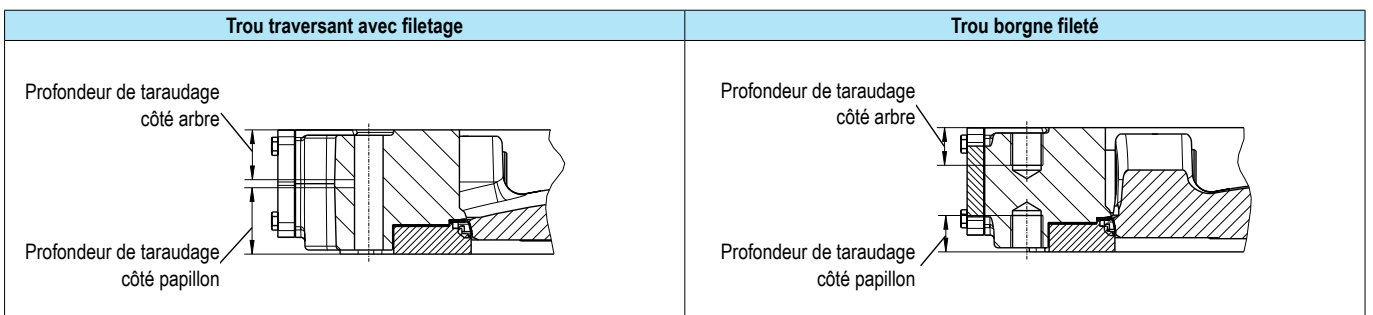 Trou traversant avec filetage
Trou borgne fileté
Profondeur de taraudage
côté arbre
Profondeur de taraudage
côté papillon
Profondeur de taraudage
côté arbre
Profondeur de taraudage
côté papillon